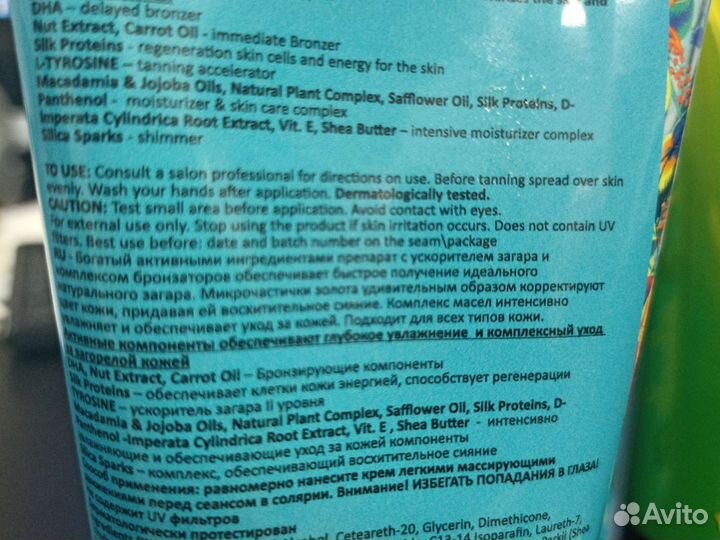 the skin and
DHA – delayed bronzer
Nut Extract, Carrot Oil - immediate Bronzer
Silk Proteins - regeneration skin cells and energy for the skin
L-TYROSINE – tanning accelerator
Macadamia & Jojoba Oils, Natural Plant Complex, Safflower Oil, Silk Proteins, D-
Panthenol - moisturizer & skin care complex
Imperata Cylindrica Root Extract, Vit. E, Shea Butter – intensive moisturizer complex
Silica Sparks - shimmer
TO USE: Consult a salon professional for directions on use. Before tanning spread over skin
evenly. Wash your hands after application. Dermatologically tested.
CAUTION: Test small area before application. Avoid contact with eyes.
For external use only. Stop using the product if skin irritation occurs. Does not contain UV
filters, Best use before: date and batch number on the seam\package
RU - Богатый активными ингредиентами препарат с ускорителем загара и
комплексом бронзаторов обеспечивает быстрое получение идеального
натурального загара. Микрочастички золота удивительным образом корректируют
цвет кожи, придавая ей восхитительное сияние. Комплекс масел интенсивно
увлажняет и обеспечивает уход за кожей. Подходит для всех типов кожи.
Активные компоненты обеспечивают глубокое увлажнение и комплексный уход
за загорелой кожей
DHA, Nut Extract, Carrot Oil – Бронзирующие компоненты
Silk Proteins – обеспечивает клетки кожи энергией, способствует регенерации
TYROSINE – ускоритель загара II уровня
Macadamia & Jojoba Oils, Natural Plant Complex, Safflower Oil, Silk Proteins, D-
Panthenol -Imperata Cylindrica Root Extract, Vit. E , Shea Butter - интенсивно
увлажняющие и обеспечивающие уход за кожей компоненты
Silica Sparks – комплекс, обеспечивающий восхитительное сияние
Способ применения: равномерно нанесите крем легкими массирующими
движениями перед сеансом в солярии. Внимание! ИЗБЕГАТЬ ПОПАДАНИЯ В ГЛАЗА!
Не содержит UV фильтров
Дерматологически протестирован
Ceteareth-20, Glycerin, Dimethicone,
C13-14 Isoparafin, Laureth-7,
(Shea
Avito